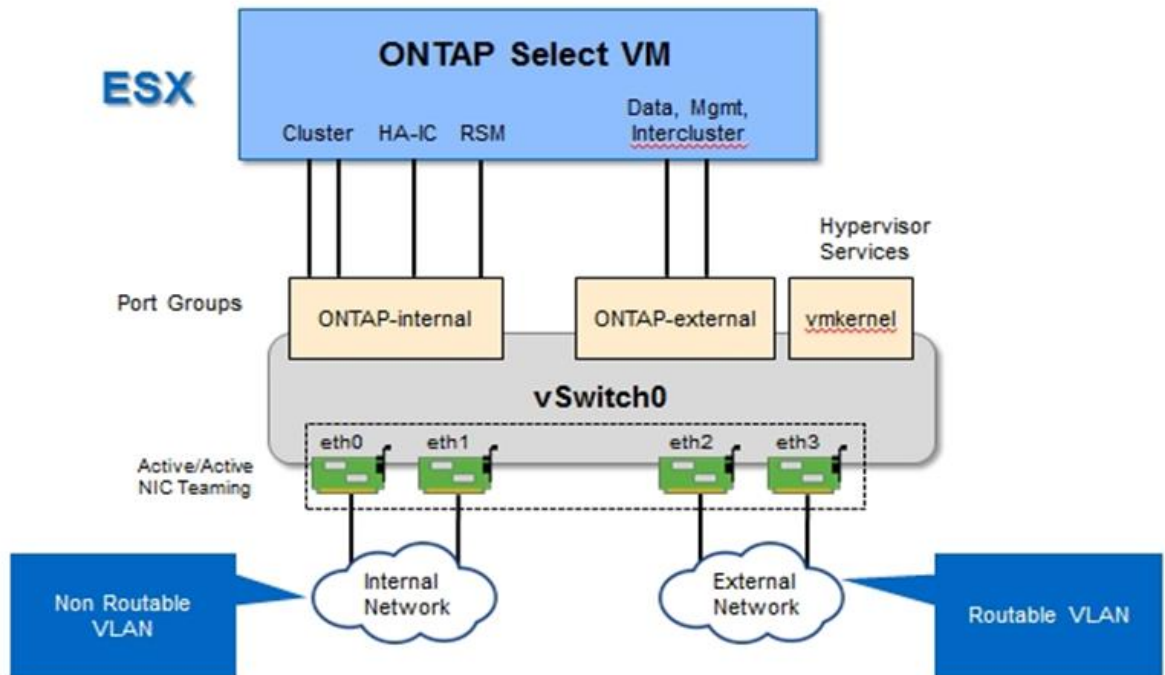 ONTAP Select VM
ESX
Data, Mgmt,
Cluster HA-IC RSM Intercluster
Hypervisor
Services
Port Groups
ONTAP-internal ONTAP-external vmkernel
vSwitch0
eth0 eth1 eth2 eth3
Active/Active
NIC Teaming
Internal
Network
External
Network
Non Routable
VLAN
Routable VLAN